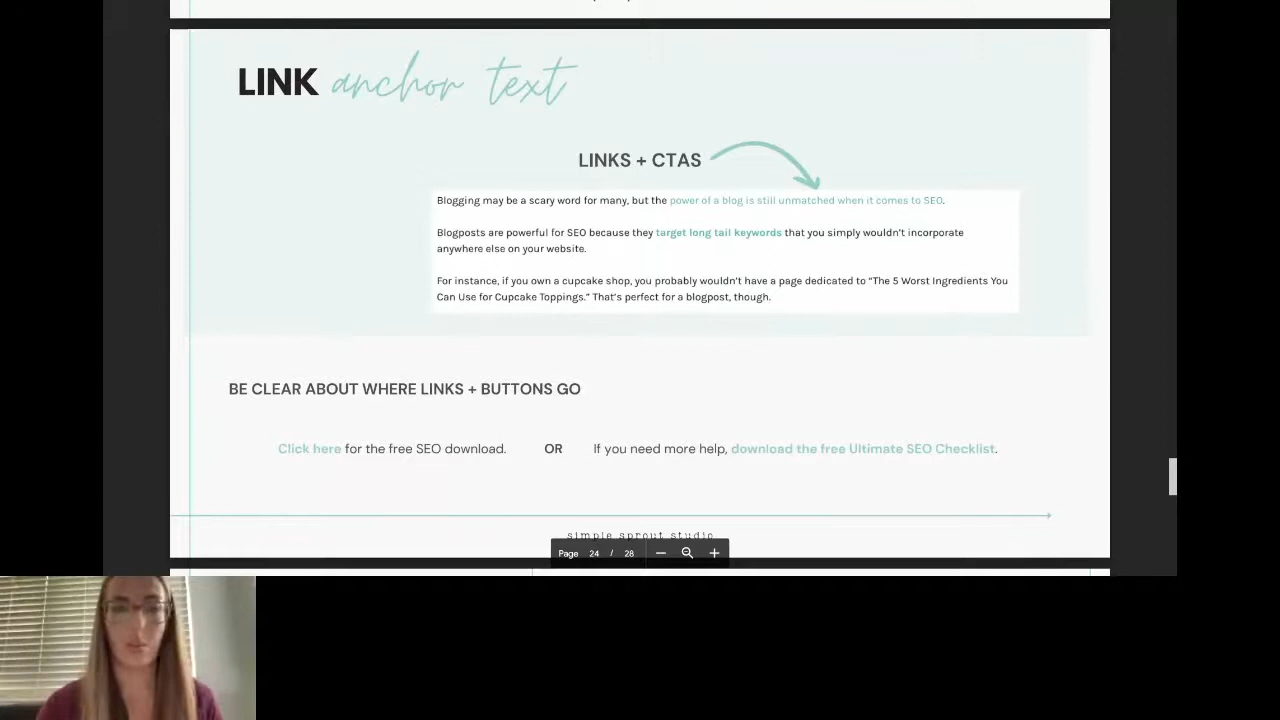 LINK anchor text
LINKS + CTAS
Blogging may be a scary word for many, but the power of a blog is still unmatched when it comes to SEO.
Blogposts are powerful for SEO because they target long tail keywords that you simply wouldn't incorporate
anywhere else on your website.
For instance, if you own a cupcake shop, you probably wouldn't have a page dedicated to "The 5 Worst Ingredients You
Can Use for Cupcake Toppings." That's perfect for a blogpost, though.
BE CLEAR ABOUT WHERE LINKS + BUTTONS GO
Click here for the free SEO download. OR If you need more help, download the free Ultimate SEO Checklist.
simple sprout studio
Page 24 / 28